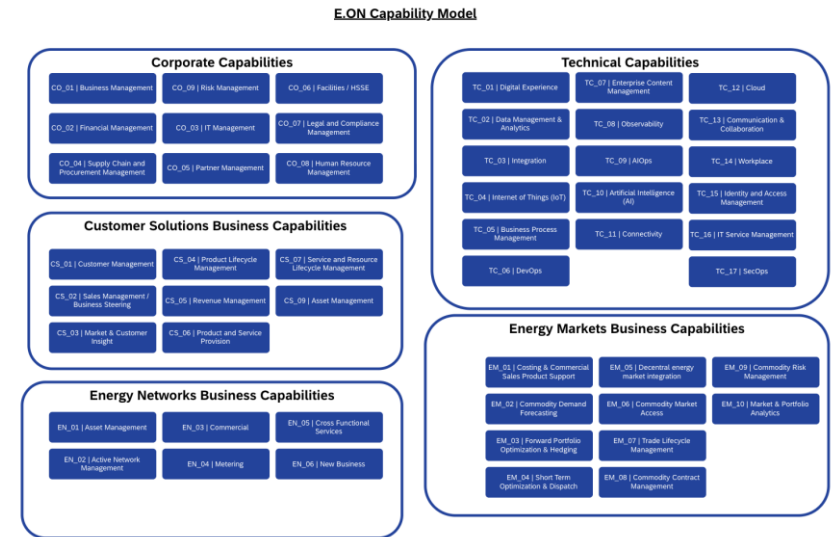 E.ON Capability Model
Corporate Capabilities
CO_01 | Business Management
CO_09 | Risk Management
CO_06 | Facilities / HSSE
CO_02 | Financial Management
CO_03 | IT Management
CO_07 | Legal and Compliance
Management
CO_04 | Supply Chain and
Procurement Management
CO_05 | Partner Management
CO_08 | Human Resource
Management
Customer Solutions Business Capabilities
CS_01 | Customer Management
CS_04 | Product Lifecycle
Management
CS_07 | Service and Resource
Lifecycle Management
CS_02 | Sales Management /
Business Steering
CS_05 | Revenue Management
CS_09 | Asset Management
CS_03 | Market & Customer
Insight
CS_06 | Product and Service
Provision
Energy Networks Business Capabilities
EN_01 | Asset Management
EN_03 | Commercial
EN_05 | Cross Functional
Services
EN_02 | Active Network
Management
EN_04 | Metering
EN_06 | New Business
Technical Capabilities
TC_01 | Digital Experience
TC_07 | Enterprise Content
Management
TC_12 | Cloud
TC_02 | Data Management &
Analytics
TC_08 | Observability
TC_13 | Communication &
Collaboration
TC_03 | Integration
TC_09 | AIOps
TC_14 | Workplace
TC_04 | Internet of Things (IoT)
TC_10 | Artificial Intelligence
(AI)
TC_15 | Identity and Access
Management
TC_05 | Business Process
Management
TC_11 | Connectivity
TC_16 | IT Service Management
TC_06 | DevOps
TC_17 | SecOps
Energy Markets Business Capabilities
EM_01 | Costing & Commercial
Sales Product Support
EM_05 | Decentral energy
market integration
EM_09 | Commodity Risk
Management
EM_02 | Commodity Demand
Forecasting
EM_06 | Commodity Market
Access
EM_10 | Market & Portfolio
Analytics
EM_03 | Forward Portfolio
Optimization & Hedging
EM_07 | Trade Lifecycle
Management
EM_04 | Short Term
Optimization & Dispatch
EM_08 | Commodity Contract
Management